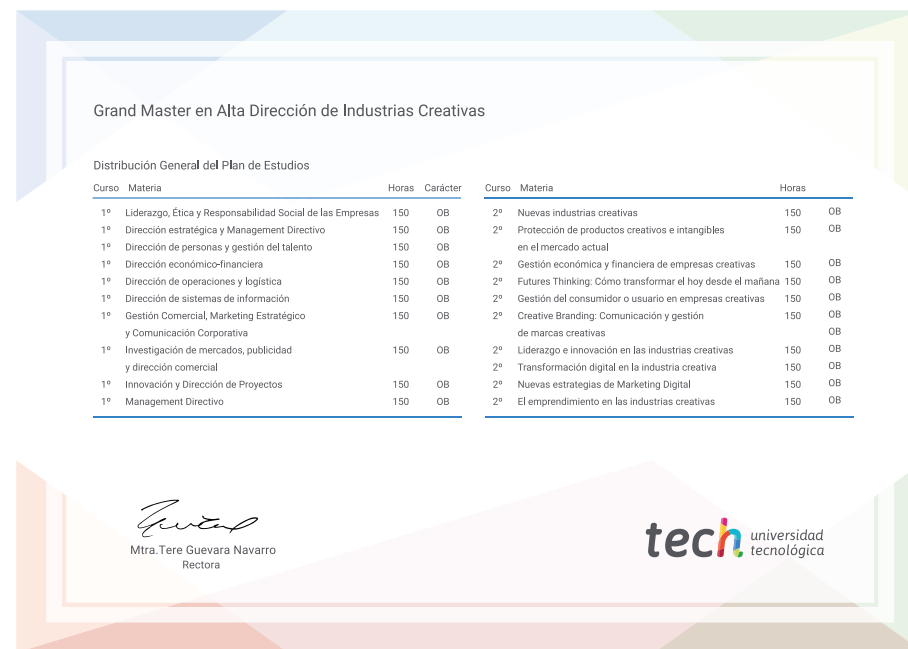 Grand Master en Alta Dirección de Industrias Creativas
Distribución General del Plan de Estudios
Curso Materia Horas Carácter
1º Liderazgo, Ética y Responsabilidad Social de las Empresas 150 OB
1º Dirección estratégica y Management Directivo 150 OB
1º Dirección de personas y gestión del talento 150 OB
1º Dirección económico-financiera 150 OB
1º Dirección de operaciones y logística 150 OB
1º Dirección de sistemas de información 150 OB
1º Gestión Comercial, Marketing Estratégico 150 OB
y Comunicación Corporativa
1º Investigación de mercados, publicidad 150 OB
y dirección comercial
1º Innovación y Dirección de Proyectos 150 OB
1º Management Directivo 150 OB
Curso Materia Horas
2º Nuevas industrias creativas 150 OB
2º Protección de productos creativos e intangibles 150 OB
en el mercado actual
2º Gestión económica y financiera de empresas creativas 150 OB
2º Futures Thinking: Cómo transformar el hoy desde el mañana 150 OB
2º Gestión del consumidor o usuario en empresas creativas 150 OB
2º Creative Branding: Comunicación y gestión 150 OB
de marcas creativas OB
2º Liderazgo e innovación en las industrias creativas 150 OB
2º Transformación digital en la industria creativa 150 OB
2º Nuevas estrategias de Marketing Digital 150 OB
2º El emprendimiento en las industrias creativas 150 OB
Mtra.Tere Guevara Navarro
Rectora
tech universidad
tecnológica